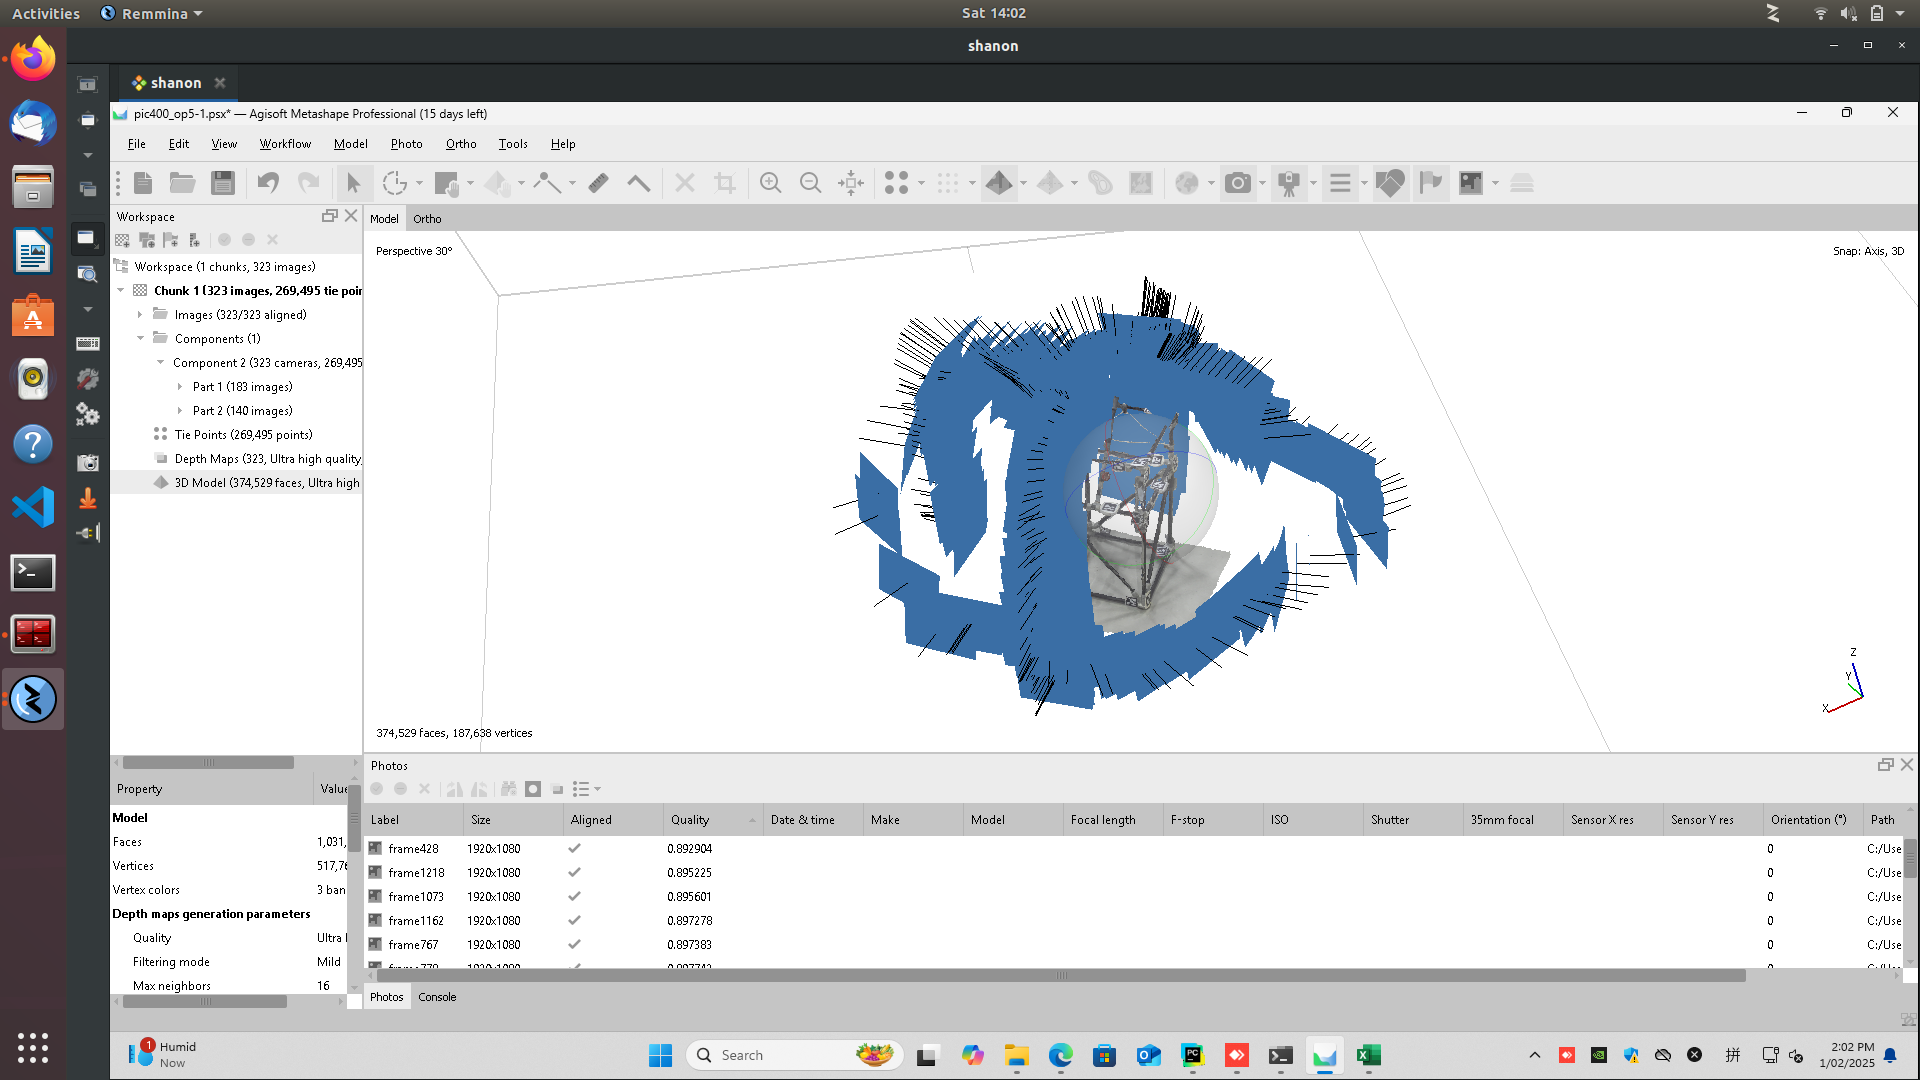 Activities
Remmina
Sat 14:02
shanon
shanon
pic400_op5-1.psx* — Agisoft Metashape Professional (15 days left)
File Edit View Workflow Model Photo Ortho Tools Help
Workspace
Model Ortho
Perspective 30°
Snap: Axis, 3D
Workspace (1 chunks, 323 images)
Chunk 1 (323 images, 269,495 tie poin
Images (323/323 aligned)
Components (1)
Component 2 (323 cameras, 269,495
Part 1 (183 images)
Part 2 (140 images)
Tie Points (269,495 points)
Depth Maps (323, Ultra high quality,
3D Model (374,529 faces, Ultra high
Z
Y
X
374,529 faces, 187,638 vertices
Property Value
Model
Faces 1,031,
Vertices 517,76
Vertex colors 3 ban
Depth maps generation parameters
Quality Ultra
Filtering mode Mild
Max neighbors 16
Photos
Label Size Aligned Quality Date & time Make Model Focal length F-stop ISO Shutter 35mm focal Sensor X res Sensor Y res Orientation (°) Path
frame428 1920x1080 0.892904 0 C:/Use
frame1218 1920x1080 0.895225 0 C:/Use
frame1073 1920x1080 0.895601 0 C:/Use
frame1162 1920x1080 0.897278 0 C:/Use
frame767 1920x1080 0.897383 0 C:/Use
Photos Console
1
Humid
Now
Search
PC
拼
2:02 PM
1/02/2025